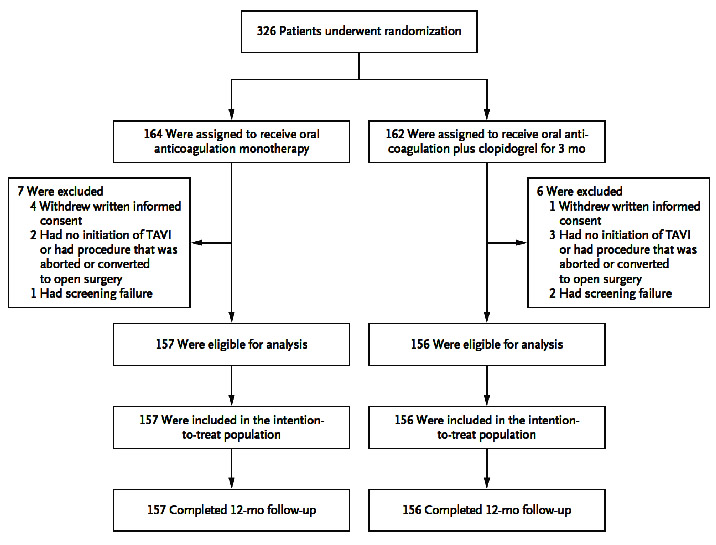 326 Patients underwent randomization
164 Were assigned to receive oral
anticoagulation monotherapy
162 Were assigned to receive oral anti-
coagulation plus clopidogrel for 3 mo
7 Were excluded
4 Withdrew written informed
consent
2 Had no initiation of TAVI
or had procedure that was
aborted or converted
to open surgery
1 Had screening failure
6 Were excluded
1 Withdrew written informed
consent
3 Had no initiation of TAVI
or had procedure that was
aborted or converted
to open surgery
2 Had screening failure
157 Were eligible for analysis
156 Were eligible for analysis
157 Were included in the intention-
to-treat population
156 Were included in the intention-
to-treat population
157 Completed 12-mo follow-up
156 Completed 12-mo follow-up